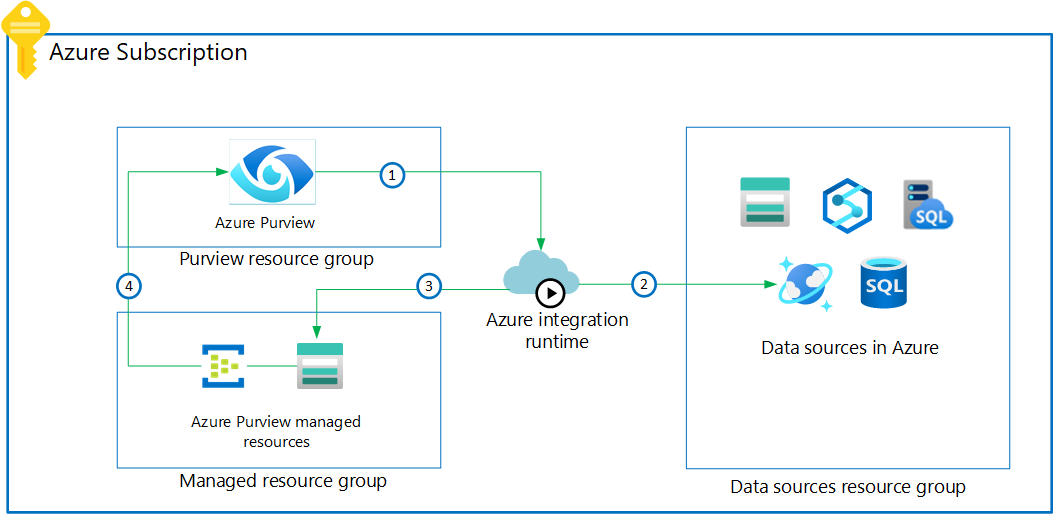 Azure Subscription
1
Azure Purview
Purview resource group
SQL
SQL
4
3
2
Azure integration
runtime
Data sources in Azure
Azure Purview managed
resources
Managed resource group
Data sources resource group